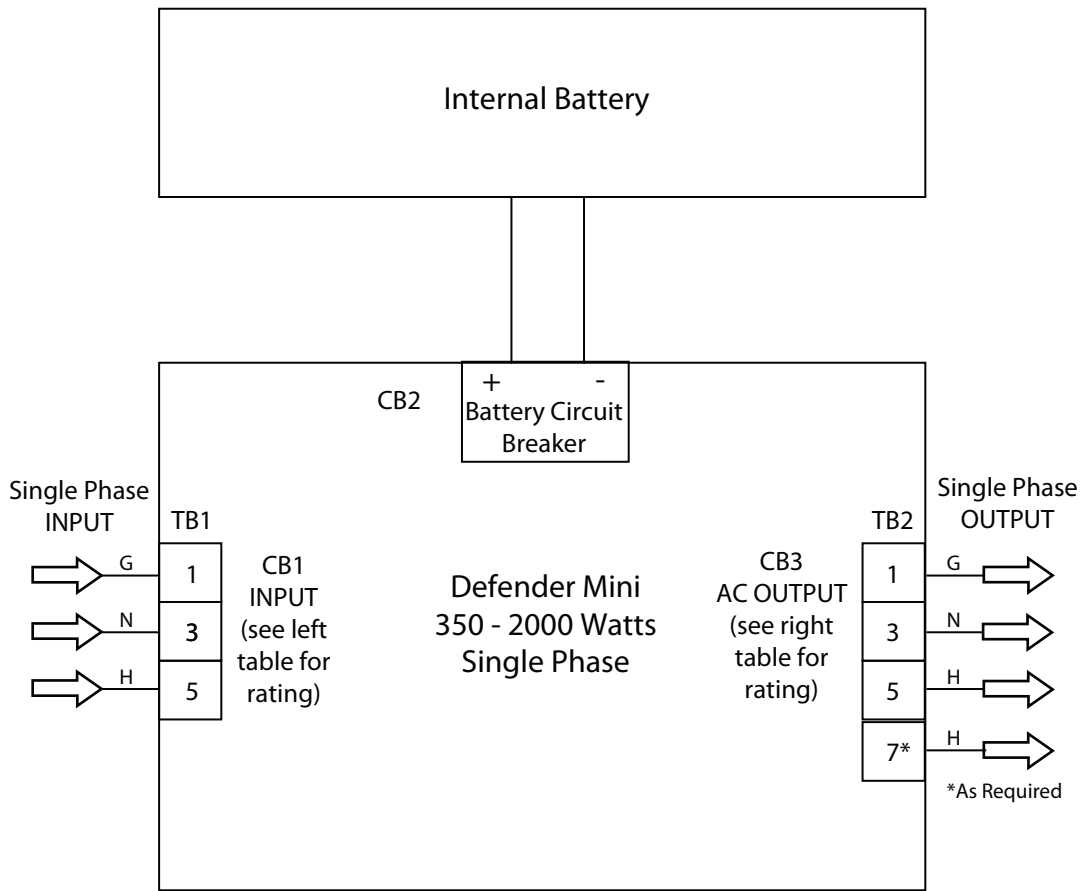 Internal Battery
CB2
+
-
Battery Circuit
Breaker
Single Phase
INPUT
TB1
G
1
N
3
H
5
CB1
INPUT
(see left
table for
rating)
Defender Mini
350 - 2000 Watts
Single Phase
CB3
AC OUTPUT
(see right
table for
rating)
TB2
Single Phase
OUTPUT
1
G
3
N
5
H
7*
H
*As Required